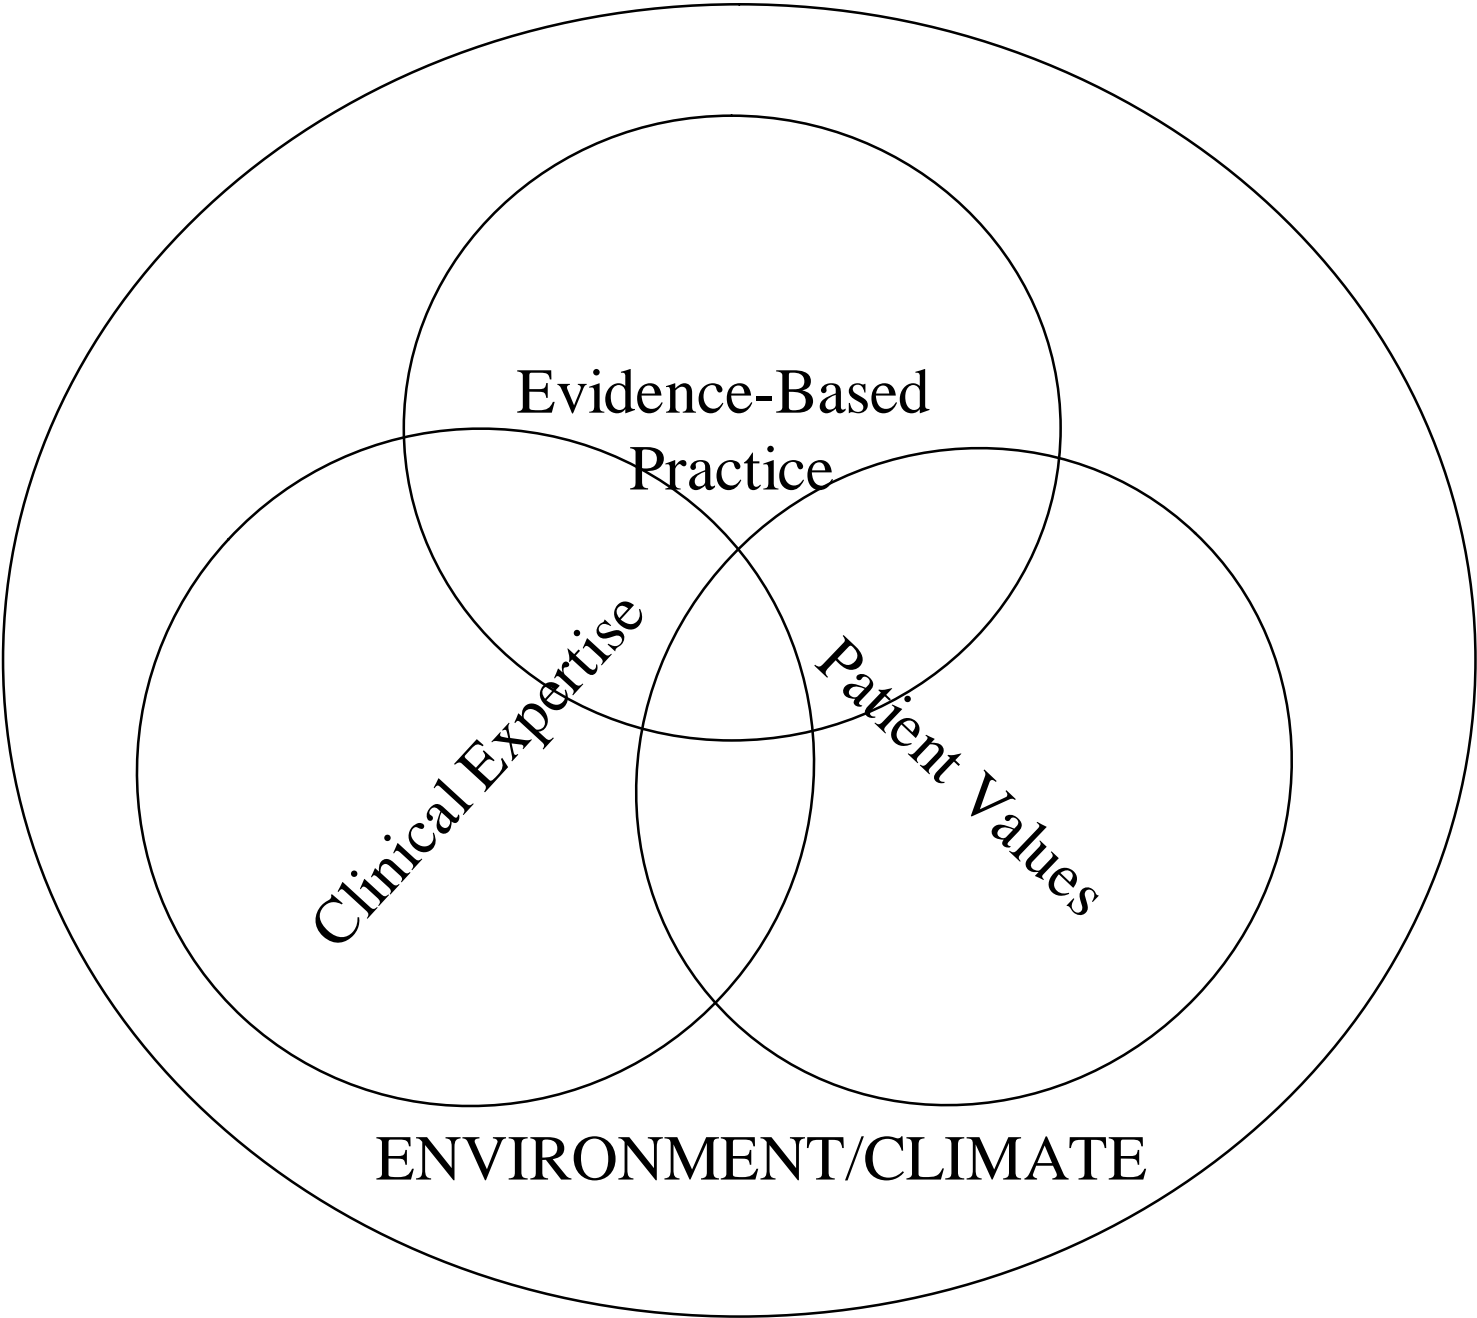 Evidence-Based
Practice
Clinical Expertise
Patient Values
ENVIRONMENT/CLIMATE